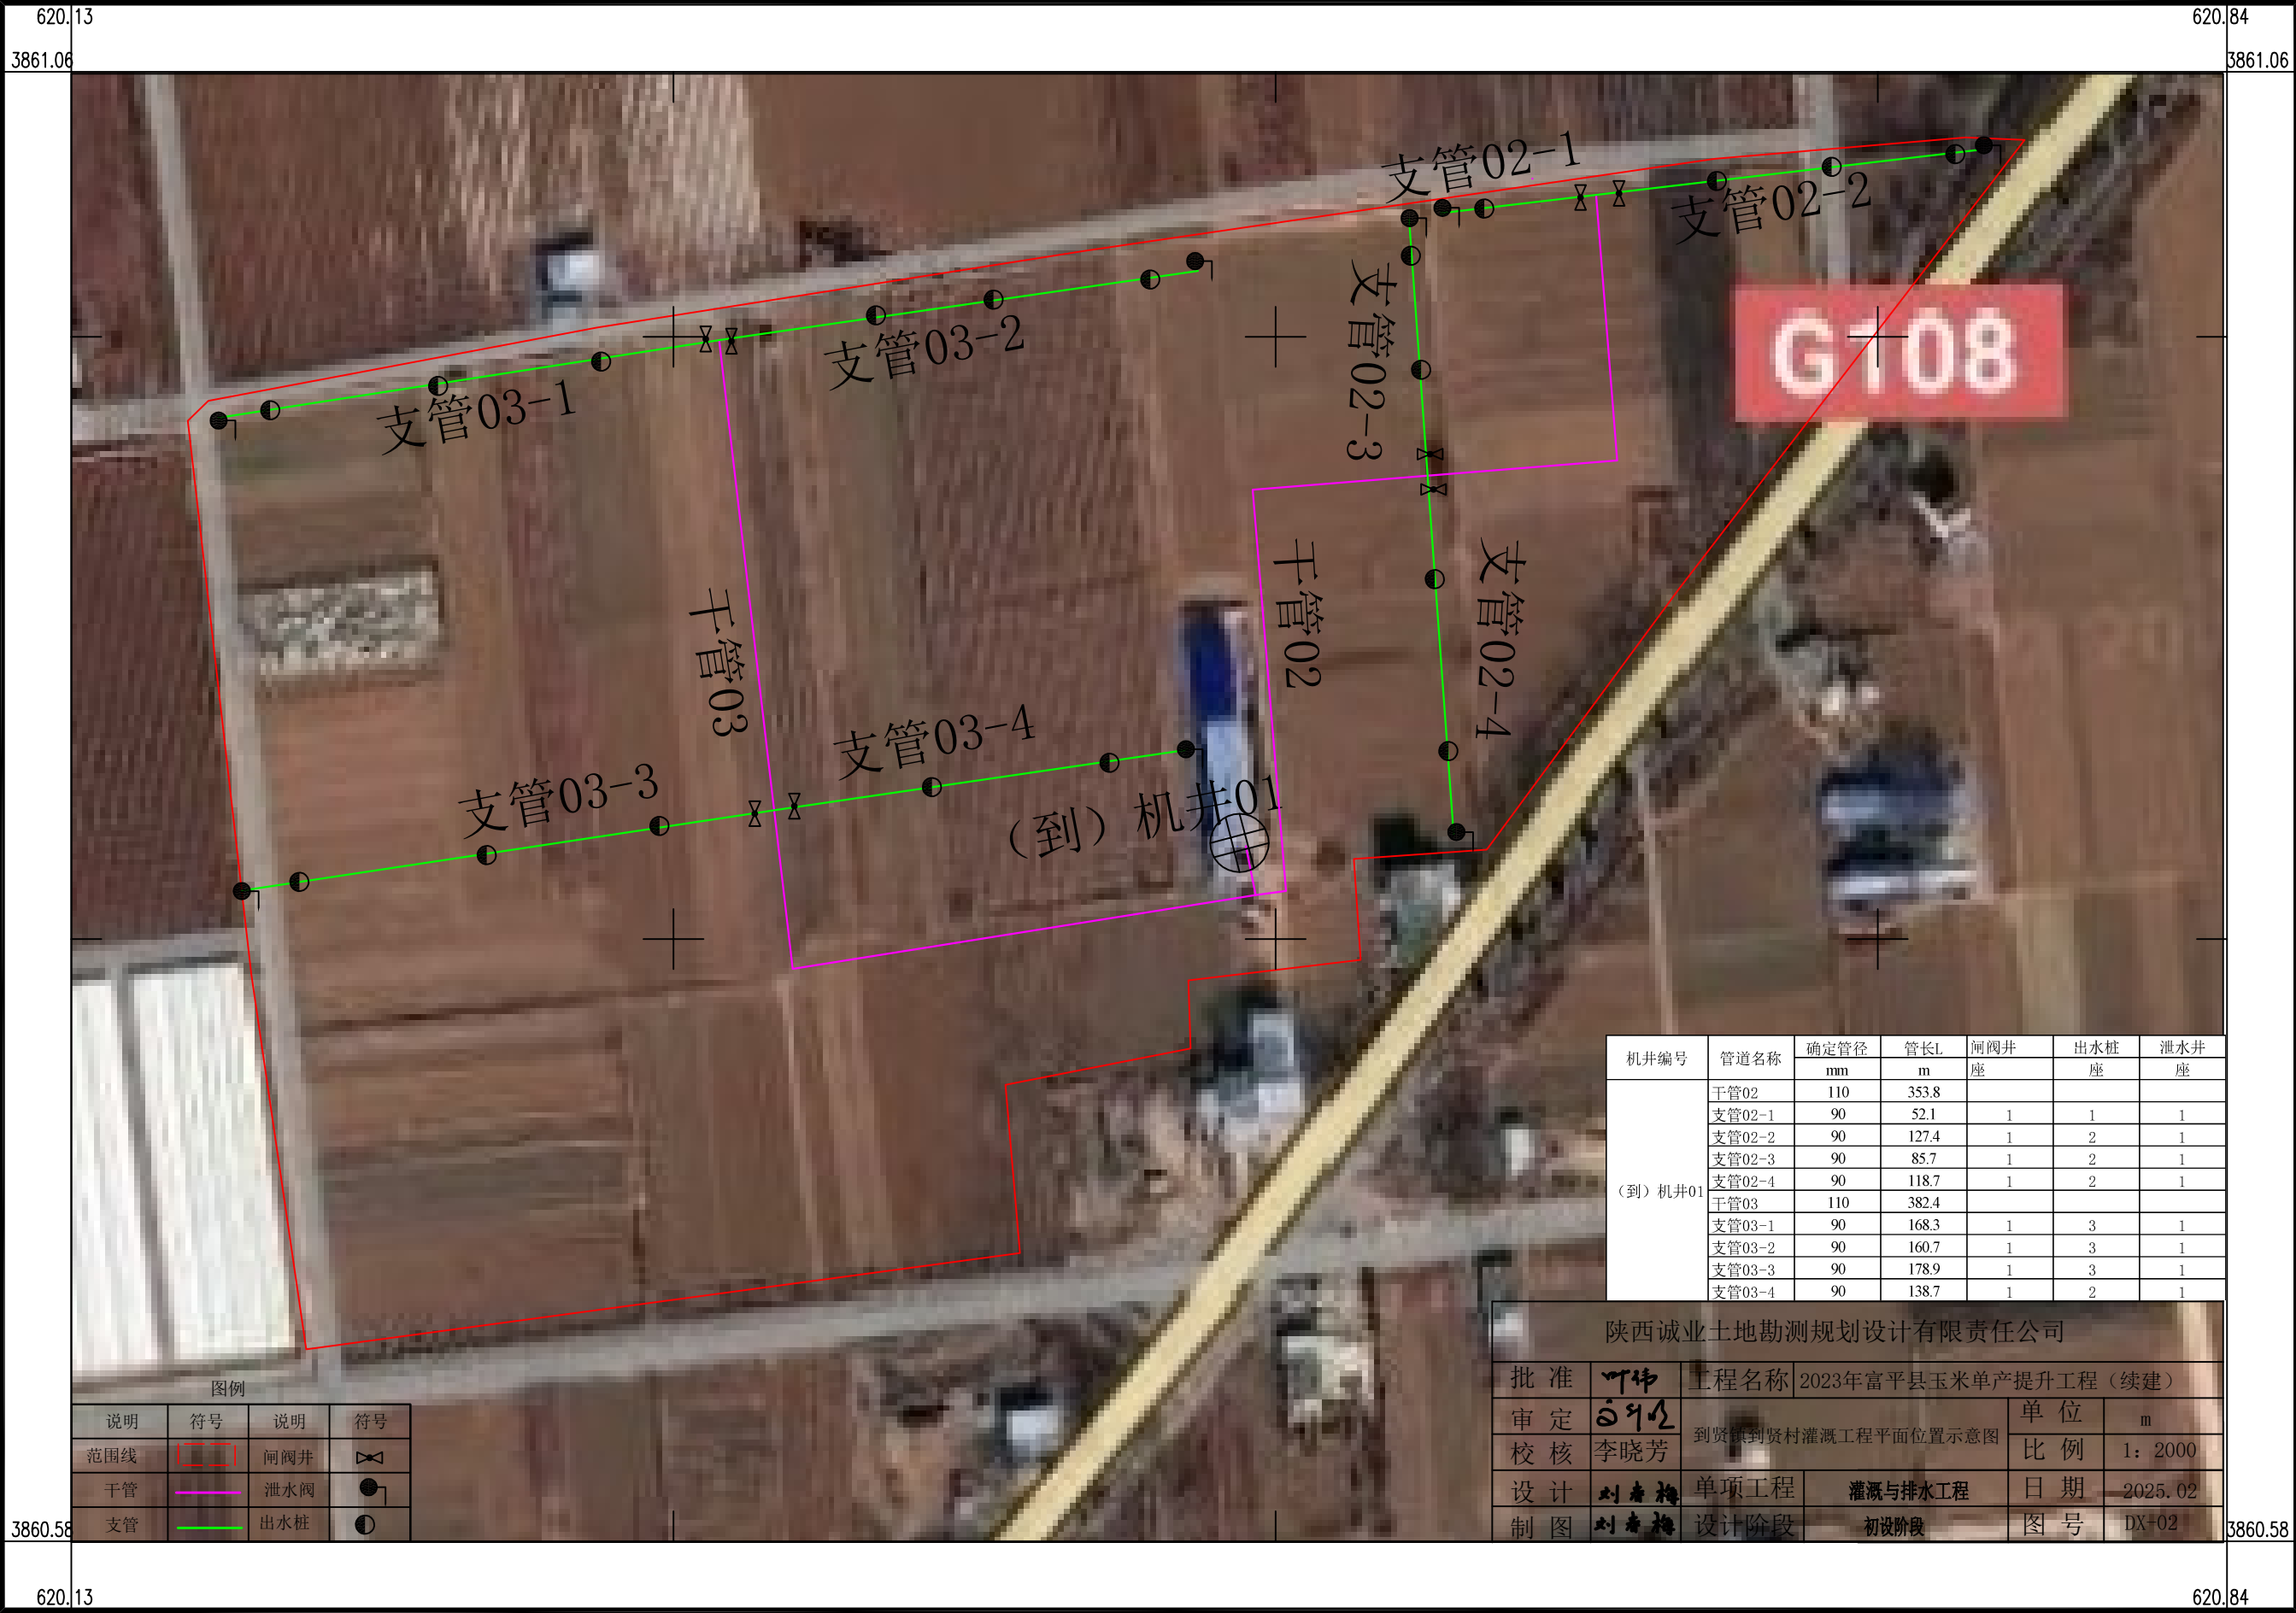 620.13
620.84
3861.06
3861.06
支管02-1
支管02-2
支管03-2
支管03-1
支管02-3
G108
干管02
支管02-4
干管03
支管03-4
支管03-3
（到）机井01
机井编号 管道名称 确定管径 管长L 闸阀井 出水桩 泄水井
mm m 座 座 座
（到）机井01
干管02 110 353.8
支管02-1 90 52.1 1 1 1
支管02-2 90 127.4 1 2 1
支管02-3 90 85.7 1 2 1
支管02-4 90 118.7 1 2 1
干管03 110 382.4
支管03-1 90 168.3 1 3 1
支管03-2 90 160.7 1 3 1
支管03-3 90 178.9 1 3 1
支管03-4 90 138.7 1 2 1
陕西诚业土地勘测规划设计有限责任公司
批 准 叶祎 工程名称 2023年富平县玉米单产提升工程（续建）
审 定 单 位 m
到贤镇到贤村灌溉工程平面位置示意图
校 核 李晓芳 比 例 1：2000
设 计 刘春梅 单项工程 灌溉与排水工程 日 期 2025.02
制 图 刘春梅 设计阶段 初设阶段 图 号 DX-02
图例
说明 符号 说明 符号
范围线 闸阀井
干管 泄水阀
支管 出水桩
3860.58
3860.58
620.13
620.84